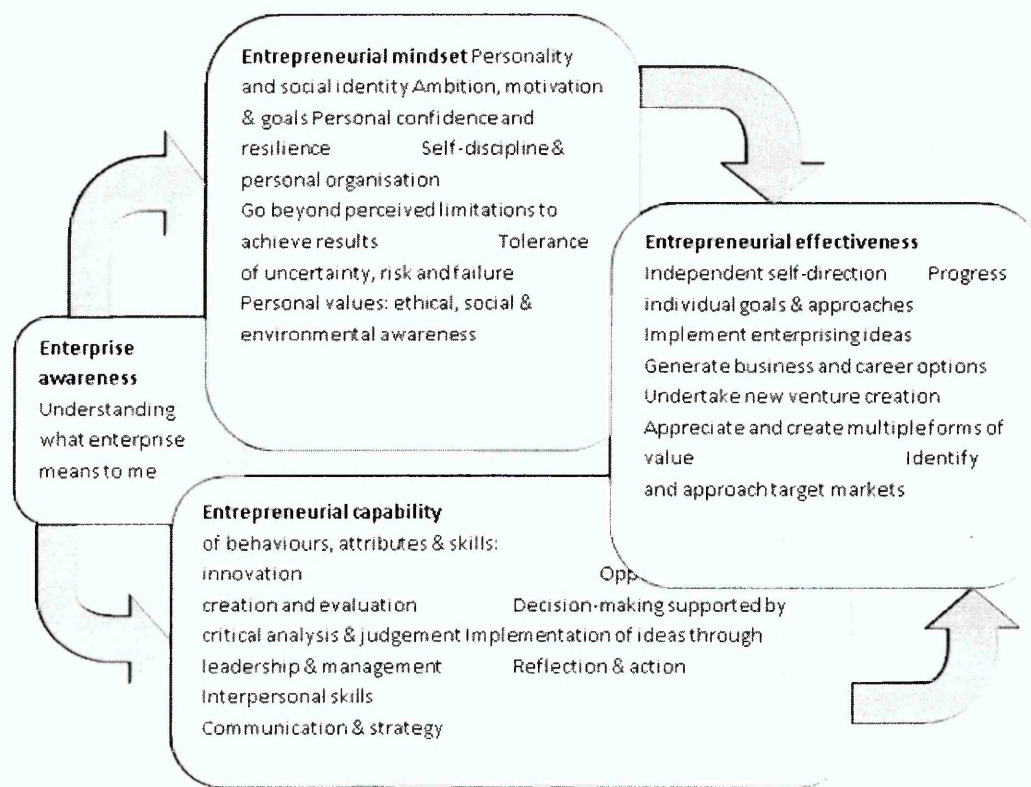 Entrepreneurial mindset Personality
and social identity Ambition, motivation
& goals Personal confidence and
resilience Self-discipline &
personal organisation
Go beyond perceived limitations to
achieve results Tolerance
of uncertainty, risk and failure
Personal values: ethical, social &
environmental awareness
Enterprise
awareness
Understanding
what enterprise
means to me
Entrepreneurial effectiveness
Independent self-direction Progress
individual goals & approaches
Implement enterprising ideas
Generate business and career options
Undertake new venture creation
Appreciate and create multiple forms of
value Identify
and approach target markets
Entrepreneurial capability
of behaviours, attributes & skills:
innovation
creation and evaluation Decision-making supported by
critical analysis & judgement Implementation of ideas through
leadership & management Reflection & action
Interpersonal skills
Communication & strategy